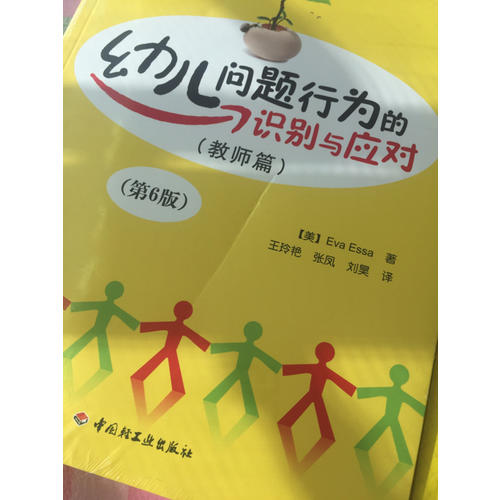 幼儿问题行为的
识别与应对
(教师篇)
(第6版)
【美】Eva Essa 著
王玲艳 张凤 刘昊 译
中国轻工业出版社